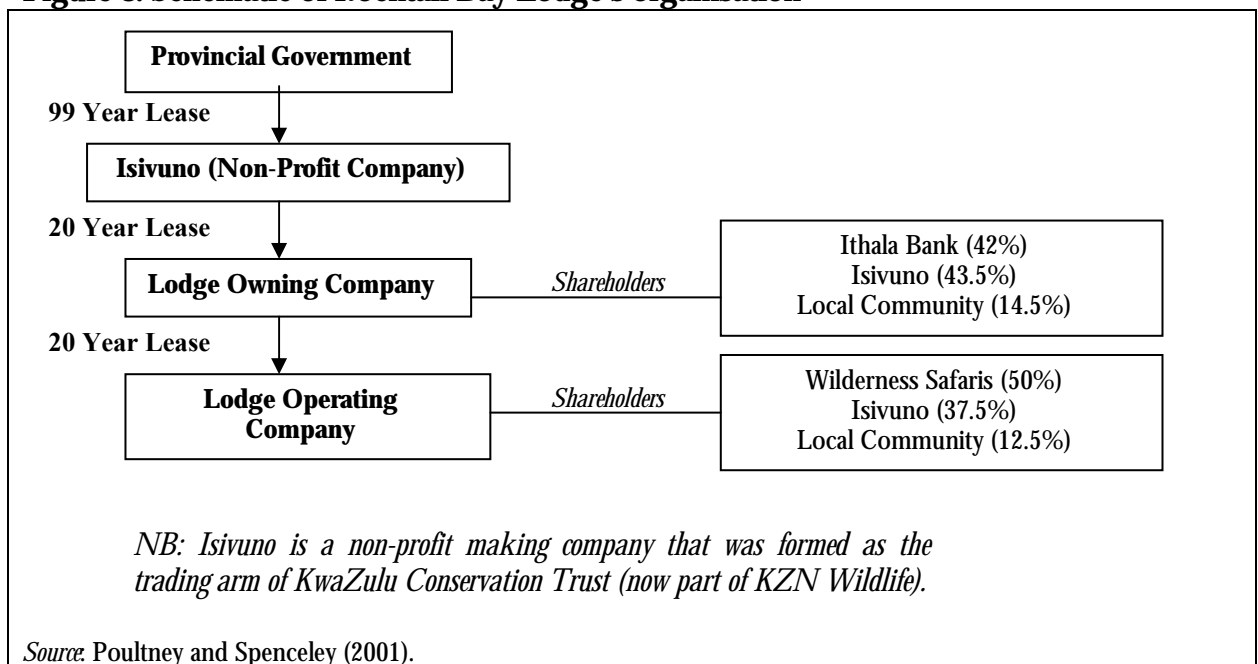 Provincial Government
99 Year Lease
Isivuno (Non-Profit Company)
20 Year Lease
Lodge Owning Company
Shareholders
Ithala Bank (42%)
Isivuno (43.5%)
Local Community (14.5%)
20 Year Lease
Lodge Operating
Company
Shareholders
Wilderness Safaris (50%)
Isivuno (37.5%)
Local Community (12.5%)
NB: Isivuno is a non-profit making company that was formed as the
trading arm of KwaZulu Conservation Trust (now part of KZN Wildlife).
Source: Poultney and Spenceley (2001).